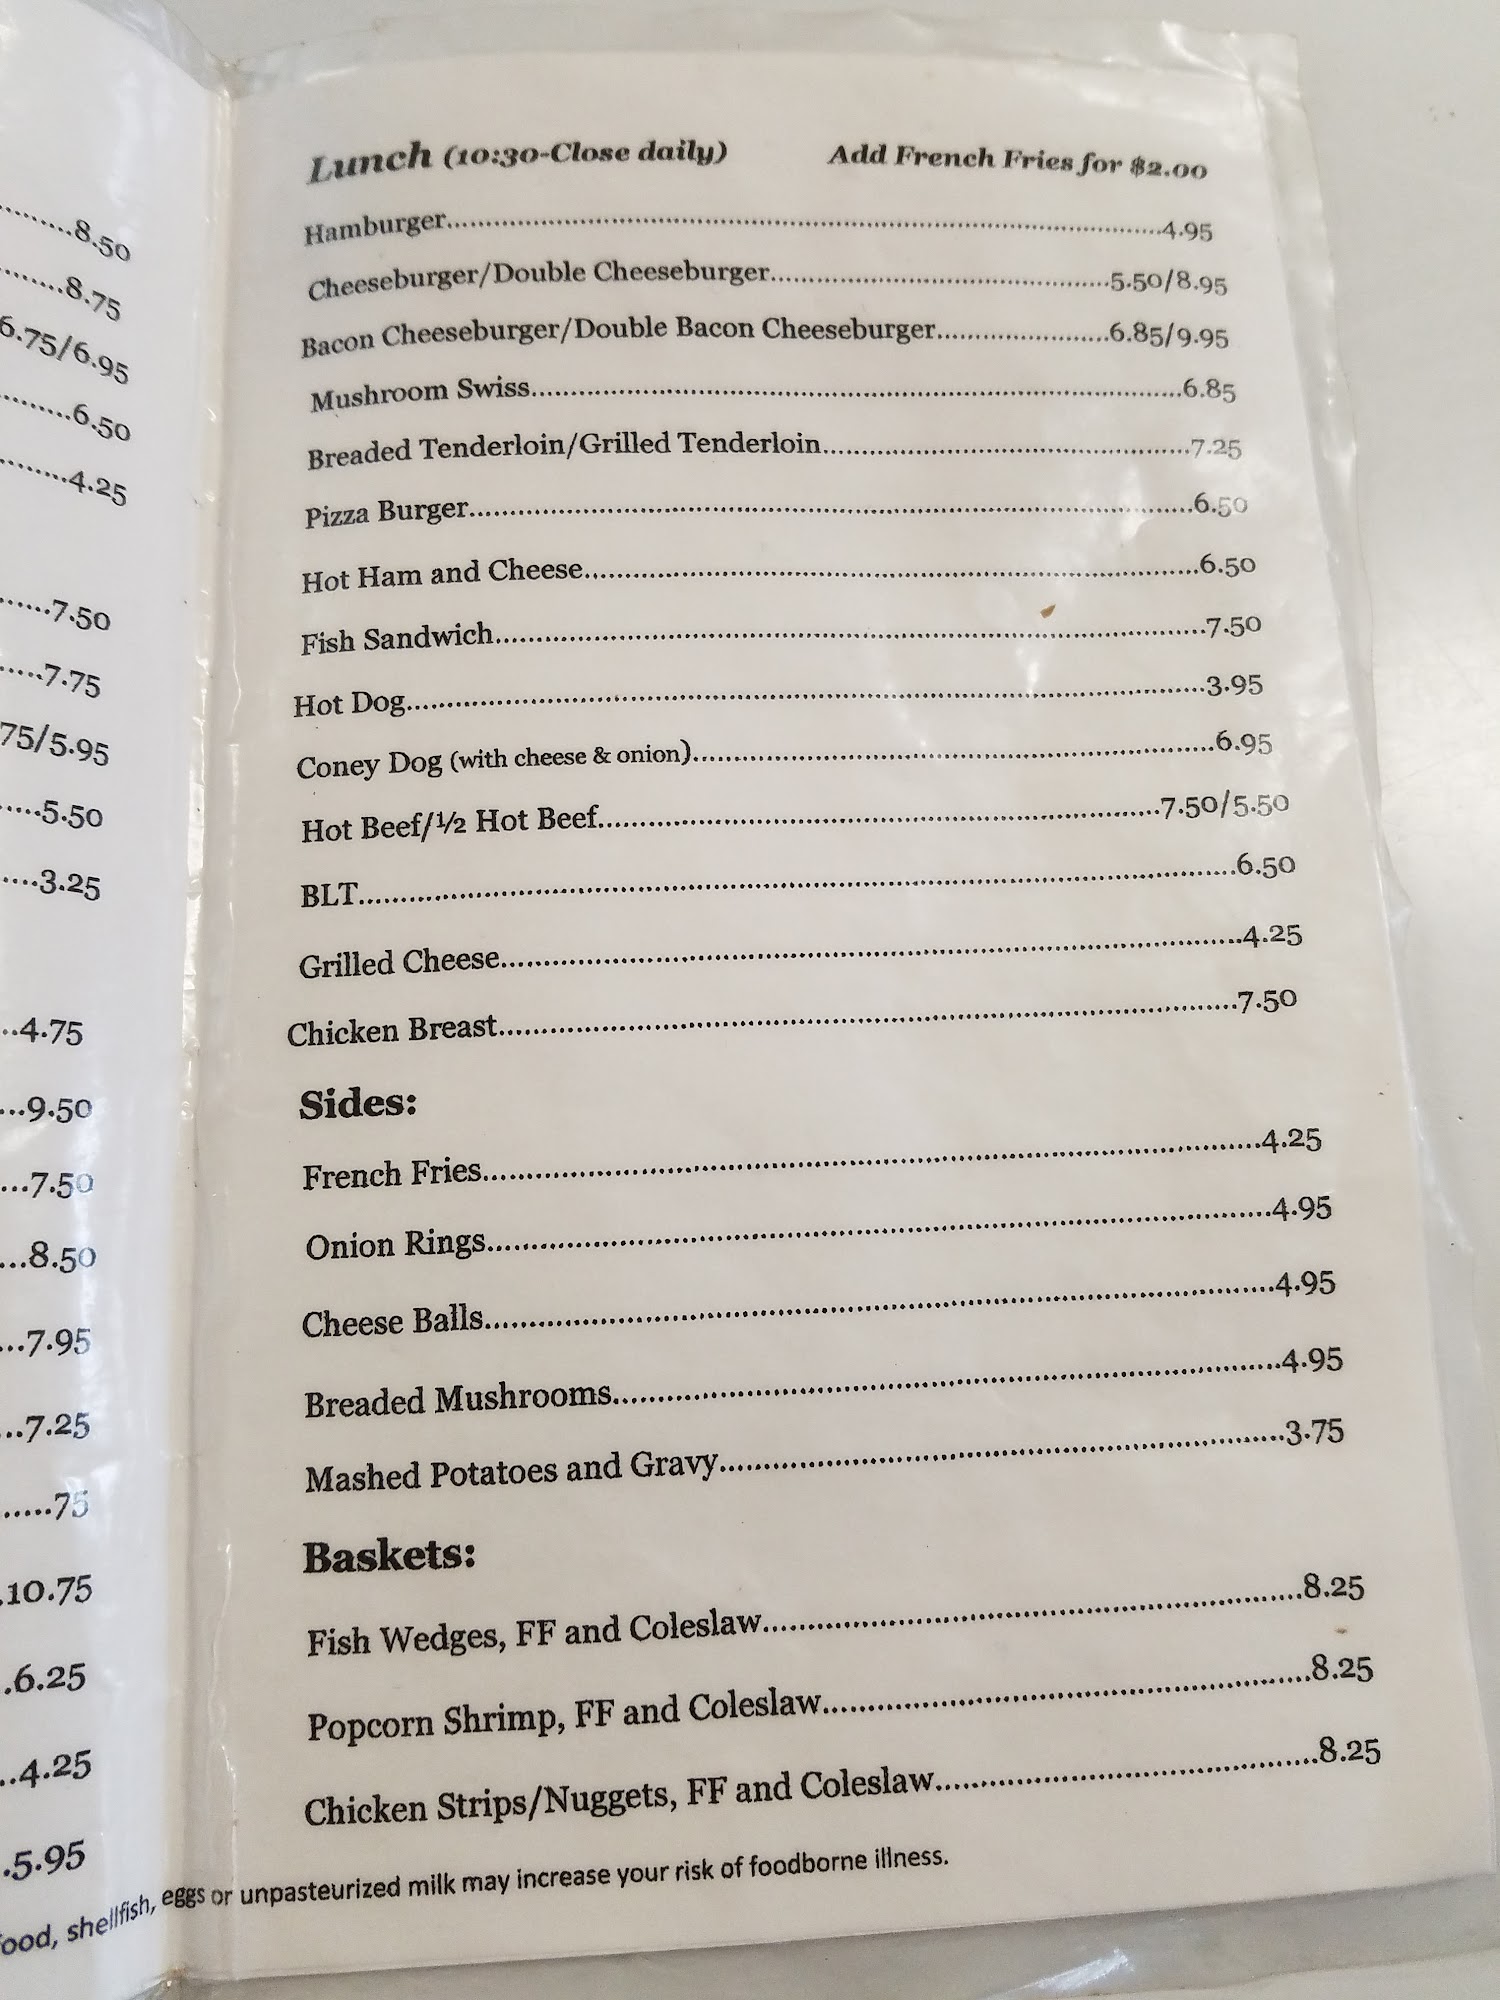 8.50
8.75
6.75/6.95
6.50
4.25
7.50
7.75
75/5.95
5.50
3.25
4.75
9.50
7.50
8.50
7.95
7.25
75
10.75
6.25
4.25
5.95
Lunch (10:30-Close daily) Add French Fries for $2.00
Hamburger.....4.95
Cheeseburger/Double Cheeseburger.....5.50/8.95
Bacon Cheeseburger/Double Bacon Cheeseburger.....6.85/9.95
Mushroom Swiss.....6.85
Breaded Tenderloin/Grilled Tenderloin.....7.25
Pizza Burger.....6.50
Hot Ham and Cheese.....6.50
Fish Sandwich.....7.50
Hot Dog.....3.95
Coney Dog (with cheese & onion).....6.95
Hot Beef/½ Hot Beef.....7.50/5.50
BLT.....6.50
Grilled Cheese.....4.25
Chicken Breast.....7.50
Sides:
French Fries.....4.25
Onion Rings.....4.95
Cheese Balls.....4.95
Breaded Mushrooms.....4.95
Mashed Potatoes and Gravy.....3.75
Baskets:
Fish Wedges, FF and Coleslaw.....8.25
Popcorn Shrimp, FF and Coleslaw.....8.25
Chicken Strips/Nuggets, FF and Coleslaw.....8.25
ood, shellfish, eggs or unpasteurized milk may increase your risk of foodborne illness.